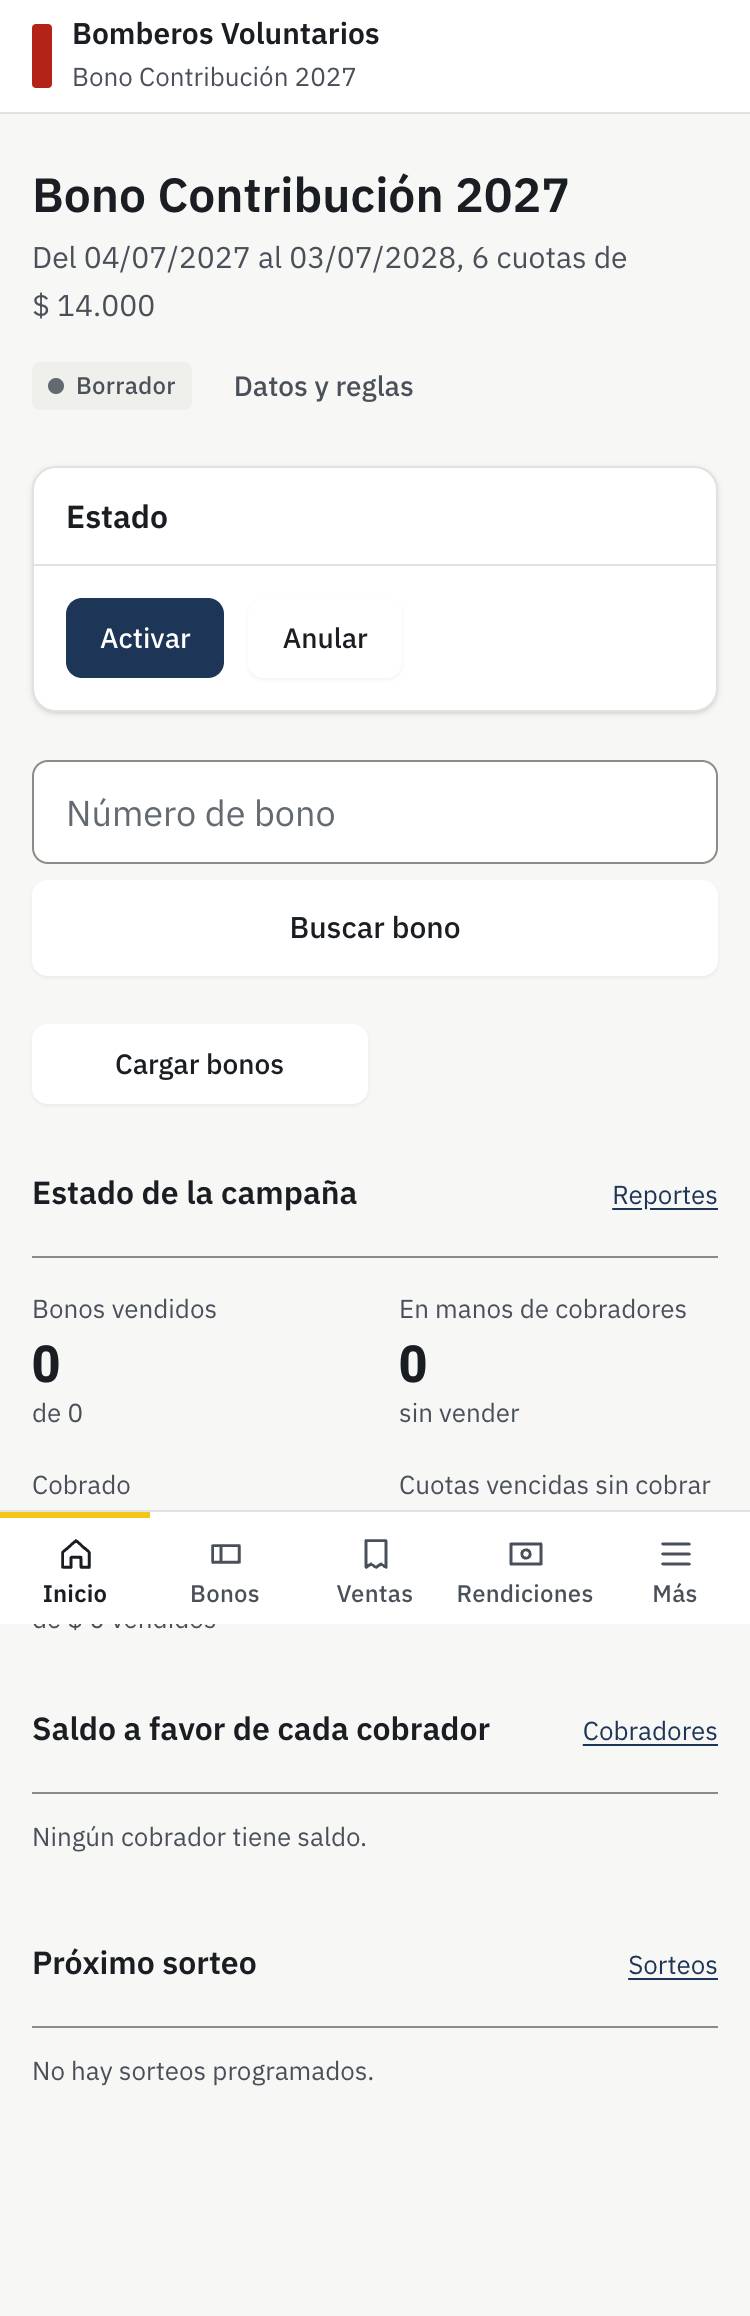 Bomberos Voluntarios
Bono Contribución 2027
Bono Contribución 2027
Del 04/07/2027 al 03/07/2028, 6 cuotas de
$ 14.000
Borrador
Datos y reglas
Estado
Activar
Anular
Número de bono
Buscar bono
Cargar bonos
Estado de la campaña
Reportes
Bonos vendidos
En manos de cobradores
0
0
de 0
sin vender
Cobrado
Cuotas vencidas sin cobrar
Inicio
Bonos
Ventas
Rendiciones
Más
Saldo a favor de cada cobrador
Cobradores
Ningún cobrador tiene saldo.
Próximo sorteo
Sorteos
No hay sorteos programados.